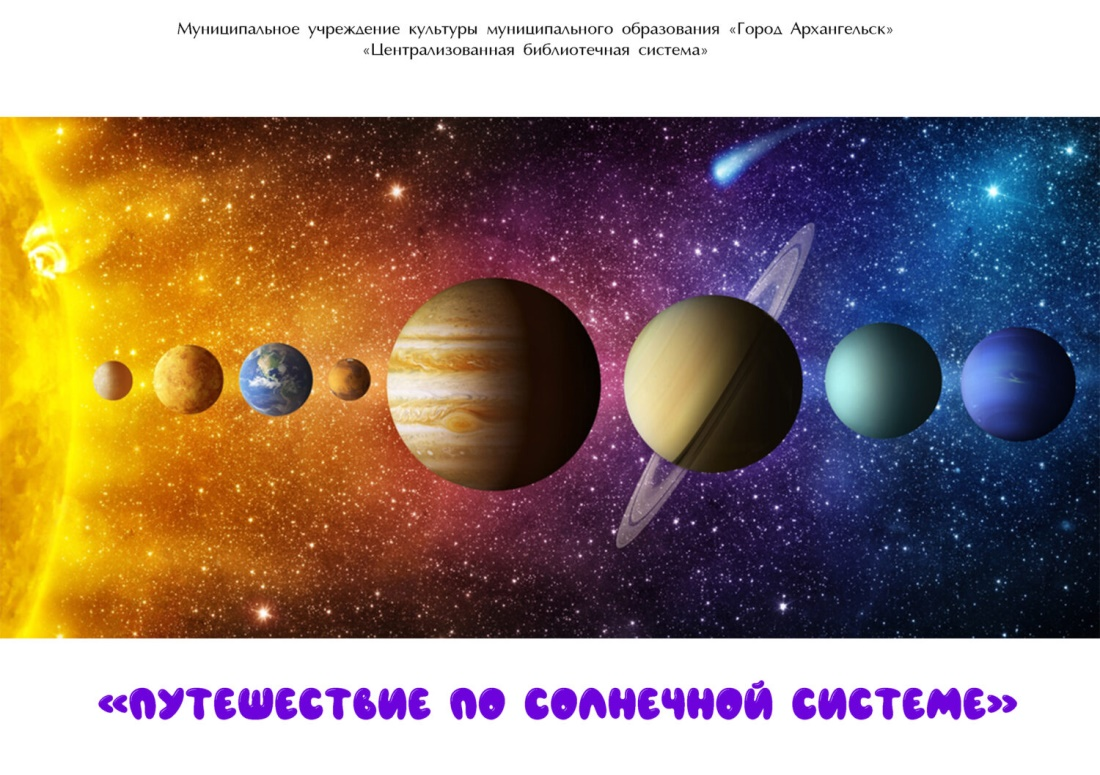 Муниципальное учреждение культуры муниципального образования «Город Архангельск»
«Централизованная библиотечная система»
«ПУТЕШЕСТВИЕ ПО СОЛНЕЧНОЙ СИСТЕМЕ»